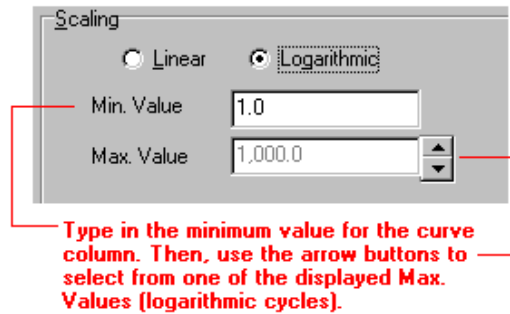 Scaling
Linear Logarithmic
Min. Value 1.0
Max. Value 1,000.0
Type in the minimum value for the curve
column. Then, use the arrow buttons to
select from one of the displayed Max.
Values (logarithmic cycles).